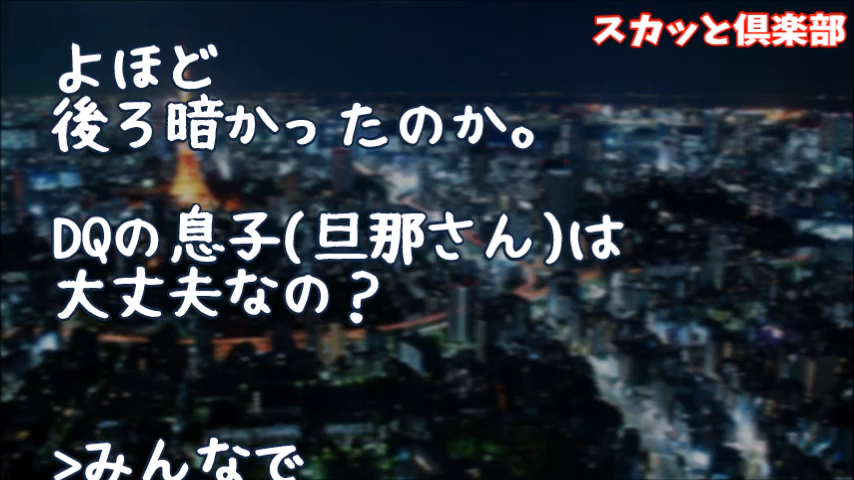 スカッと倶楽部
よほど
後ろ暗かったのか。
DQの息子(旦那さん)は
大丈夫なの？
>みんなで